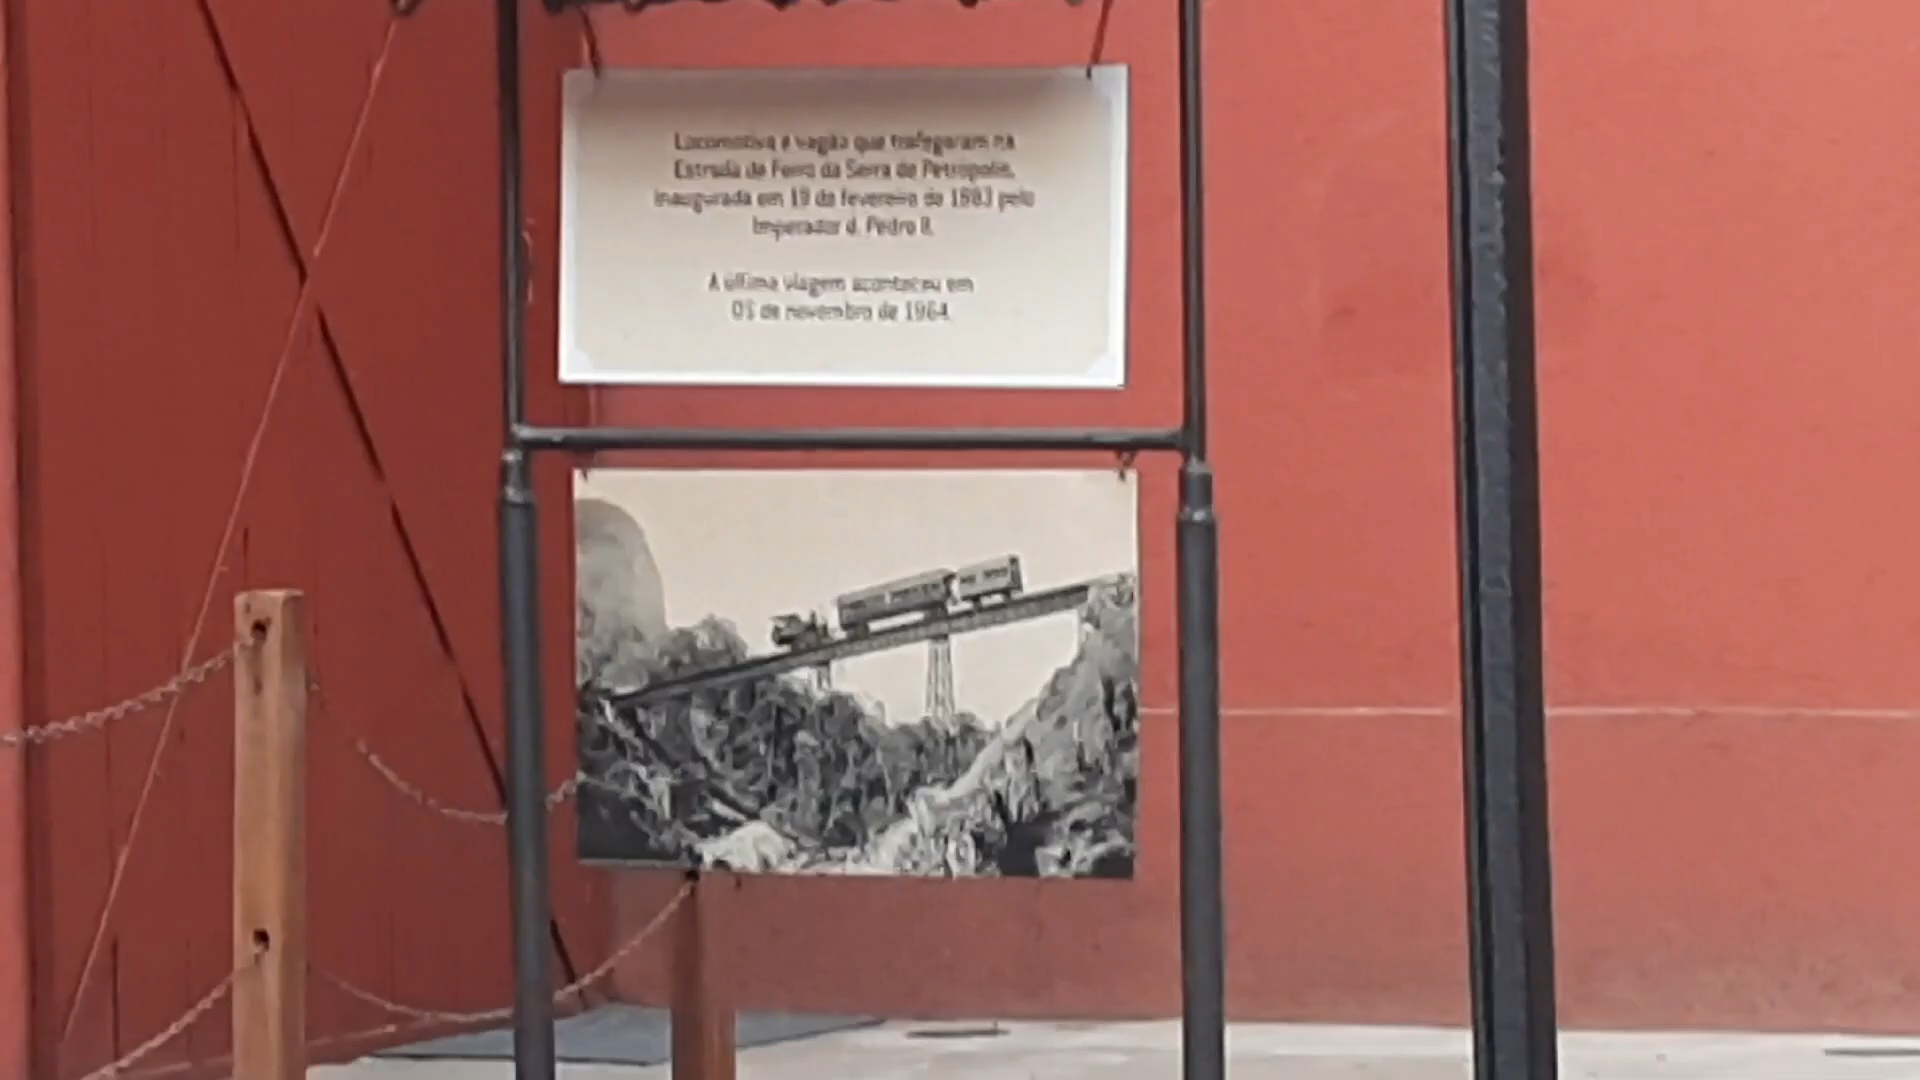 Locomotiva e vagão que trafegaram na
Estrada de Ferro da Serra de Petrópolis,
inaugurada em 19 de fevereiro de 1883 pelo
Imperador d. Pedro II.
A última viagem aconteceu em
05 de novembro de 1964.